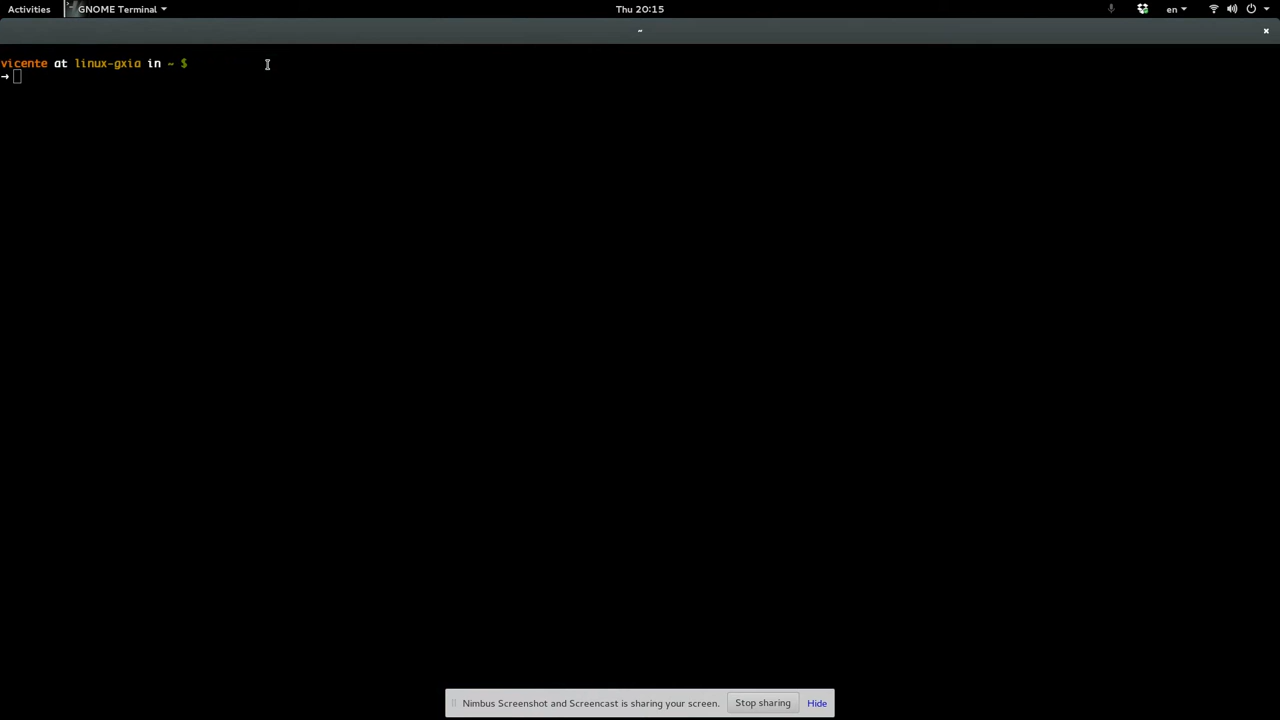 Activities GNOME Terminal Thu 20:15 en
~
vicente at linux-gxia in ~ $
→
Nimbus Screenshot and Screencast is sharing your screen. Stop sharing Hide